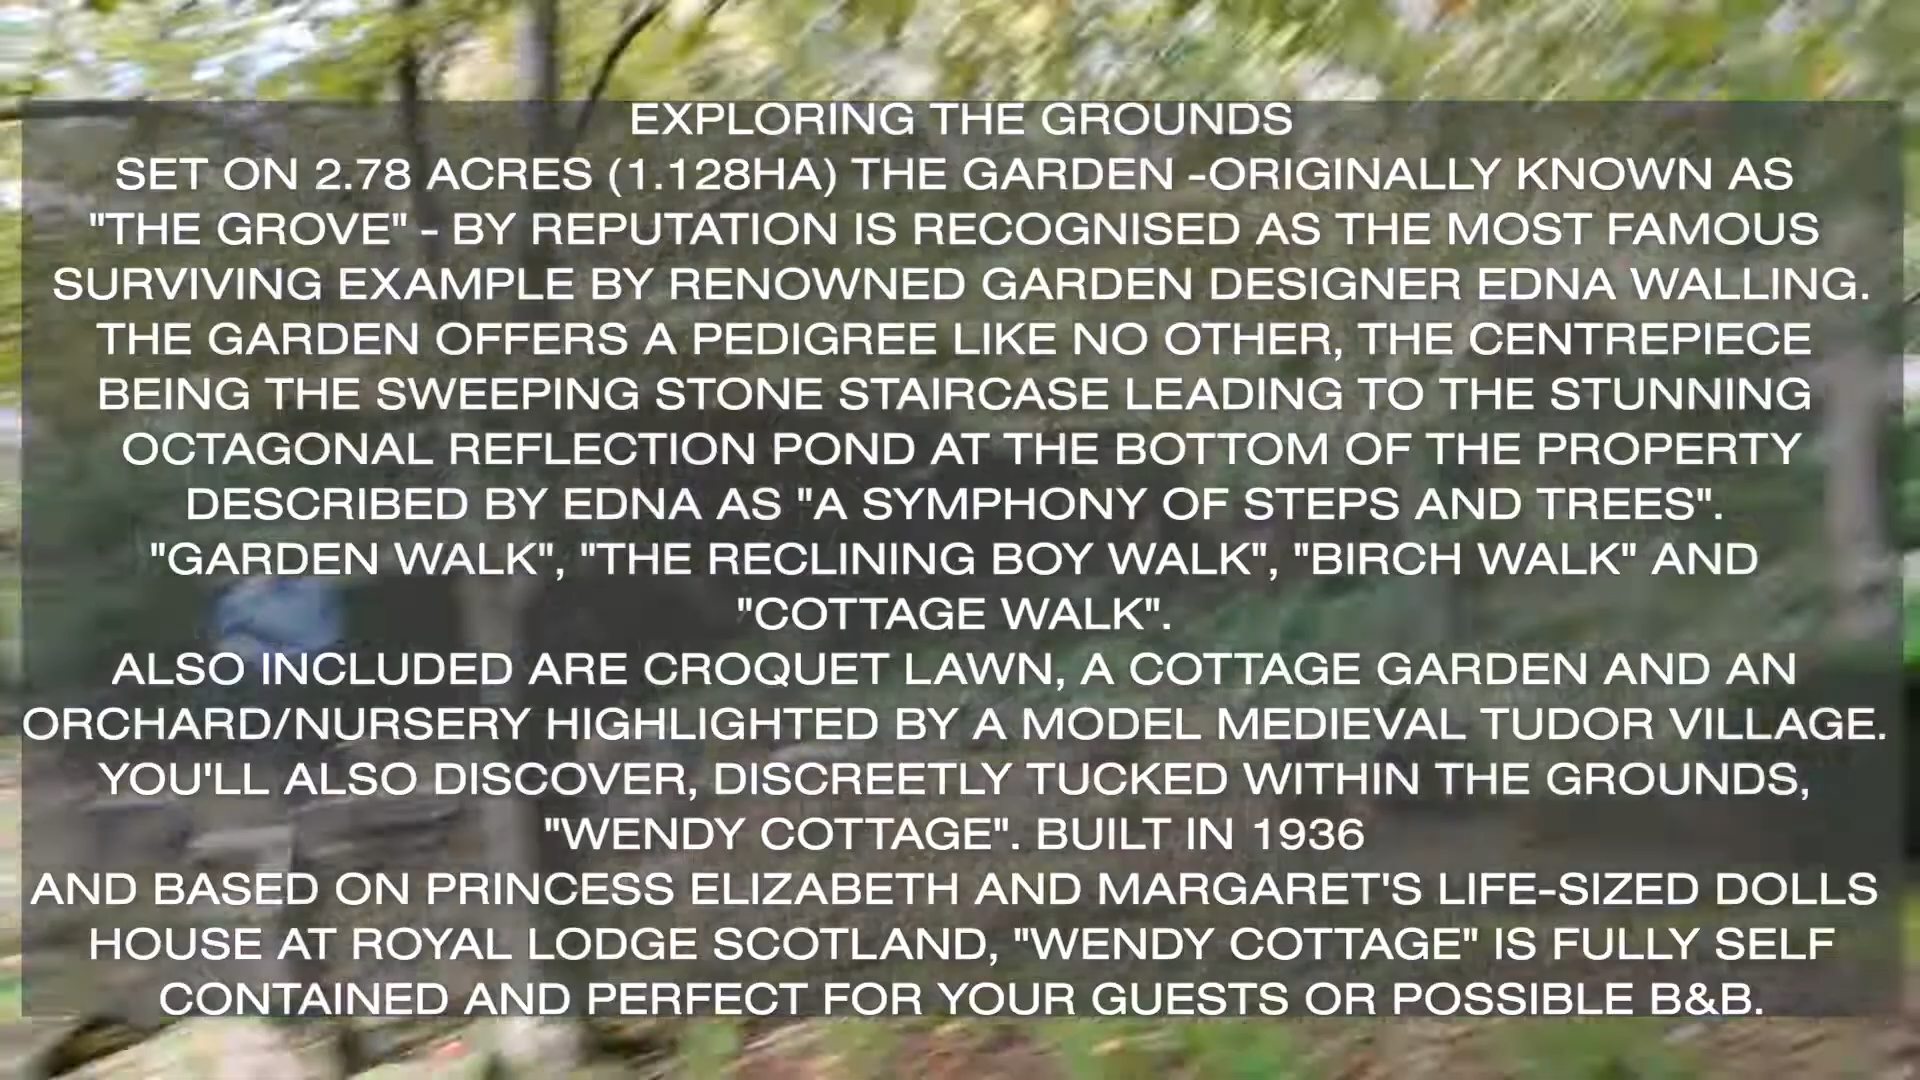 EXPLORING THE GROUNDS
SET ON 2.78 ACRES (1.128HA) THE GARDEN -ORIGINALLY KNOWN AS
"THE GROVE" - BY REPUTATION IS RECOGNISED AS THE MOST FAMOUS
SURVIVING EXAMPLE BY RENOWNED GARDEN DESIGNER EDNA WALLING.
THE GARDEN OFFERS A PEDIGREE LIKE NO OTHER, THE CENTREPIECE
BEING THE SWEEPING STONE STAIRCASE LEADING TO THE STUNNING
OCTAGONAL REFLECTION POND AT THE BOTTOM OF THE PROPERTY
DESCRIBED BY EDNA AS "A SYMPHONY OF STEPS AND TREES".
"GARDEN WALK", "THE RECLINING BOY WALK", "BIRCH WALK" AND
"COTTAGE WALK".
ALSO INCLUDED ARE CROQUET LAWN, A COTTAGE GARDEN AND AN
ORCHARD/NURSERY HIGHLIGHTED BY A MODEL MEDIEVAL TUDOR VILLAGE.
YOU'LL ALSO DISCOVER, DISCREETLY TUCKED WITHIN THE GROUNDS,
"WENDY COTTAGE". BUILT IN 1936
AND BASED ON PRINCESS ELIZABETH AND MARGARET'S LIFE-SIZED DOLLS
HOUSE AT ROYAL LODGE SCOTLAND, "WENDY COTTAGE" IS FULLY SELF
CONTAINED AND PERFECT FOR YOUR GUESTS OR POSSIBLE B&B.